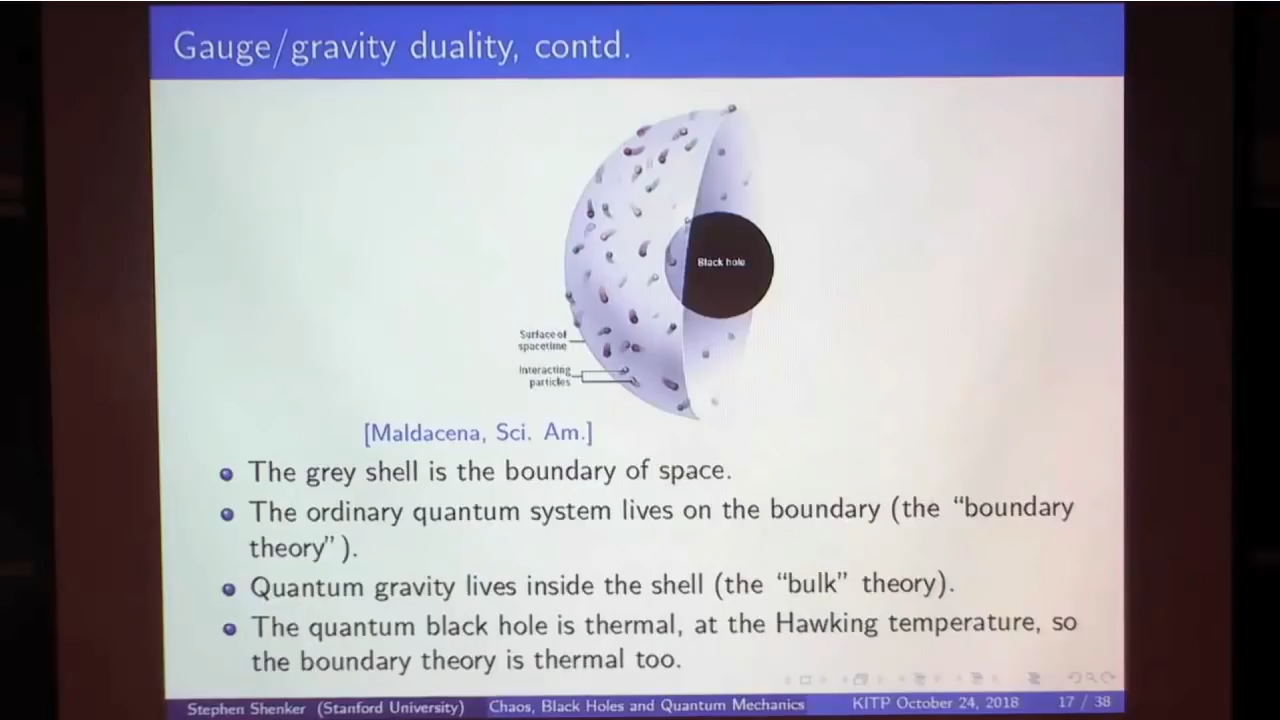 Gauge/gravity duality, contd.
Black hole
Surface of
spacetime
Interacting
particles
[Maldacena, Sci. Am.]
The grey shell is the boundary of space.
The ordinary quantum system lives on the boundary (the “boundary
theory”).
Quantum gravity lives inside the shell (the “bulk” theory).
The quantum black hole is thermal, at the Hawking temperature, so
the boundary theory is thermal too.
Stephen Shenker (Stanford University) Chaos, Black Holes and Quantum Mechanics KITP October 24, 2018 17 / 38